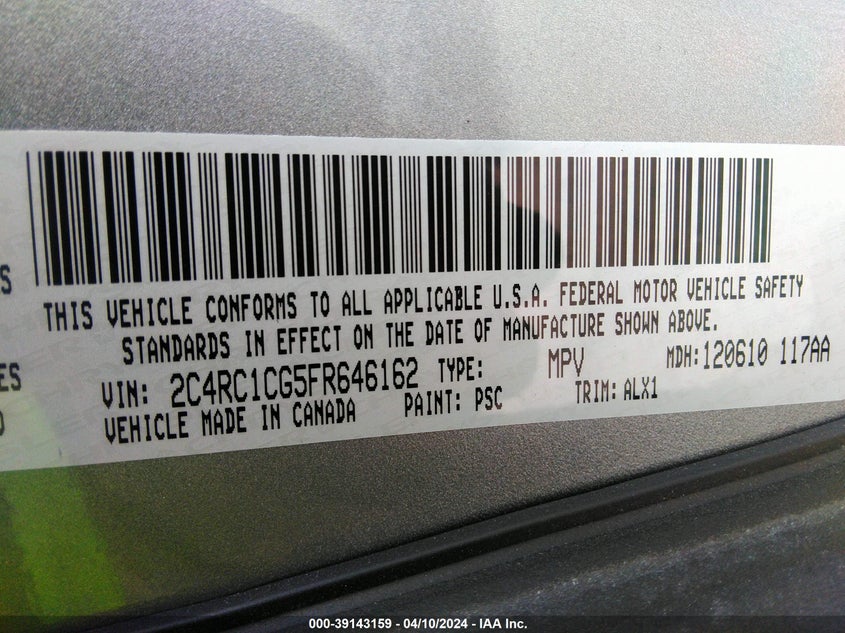 THIS VEHICLE CONFORMS TO ALL APPLICABLE U.S.A. FEDERAL MOTOR VEHICLE SAFETY
STANDARDS IN EFFECT ON THE DATE OF MANUFACTURE SHOWN ABOVE.
VIN: 2C4RC1CG5FR646162 TYPE: MPV MDH:120610 117AA
VEHICLE MADE IN CANADA PAINT: PSC TRIM: ALX1
000-39143159 - 04/10/2024 - IAA Inc.